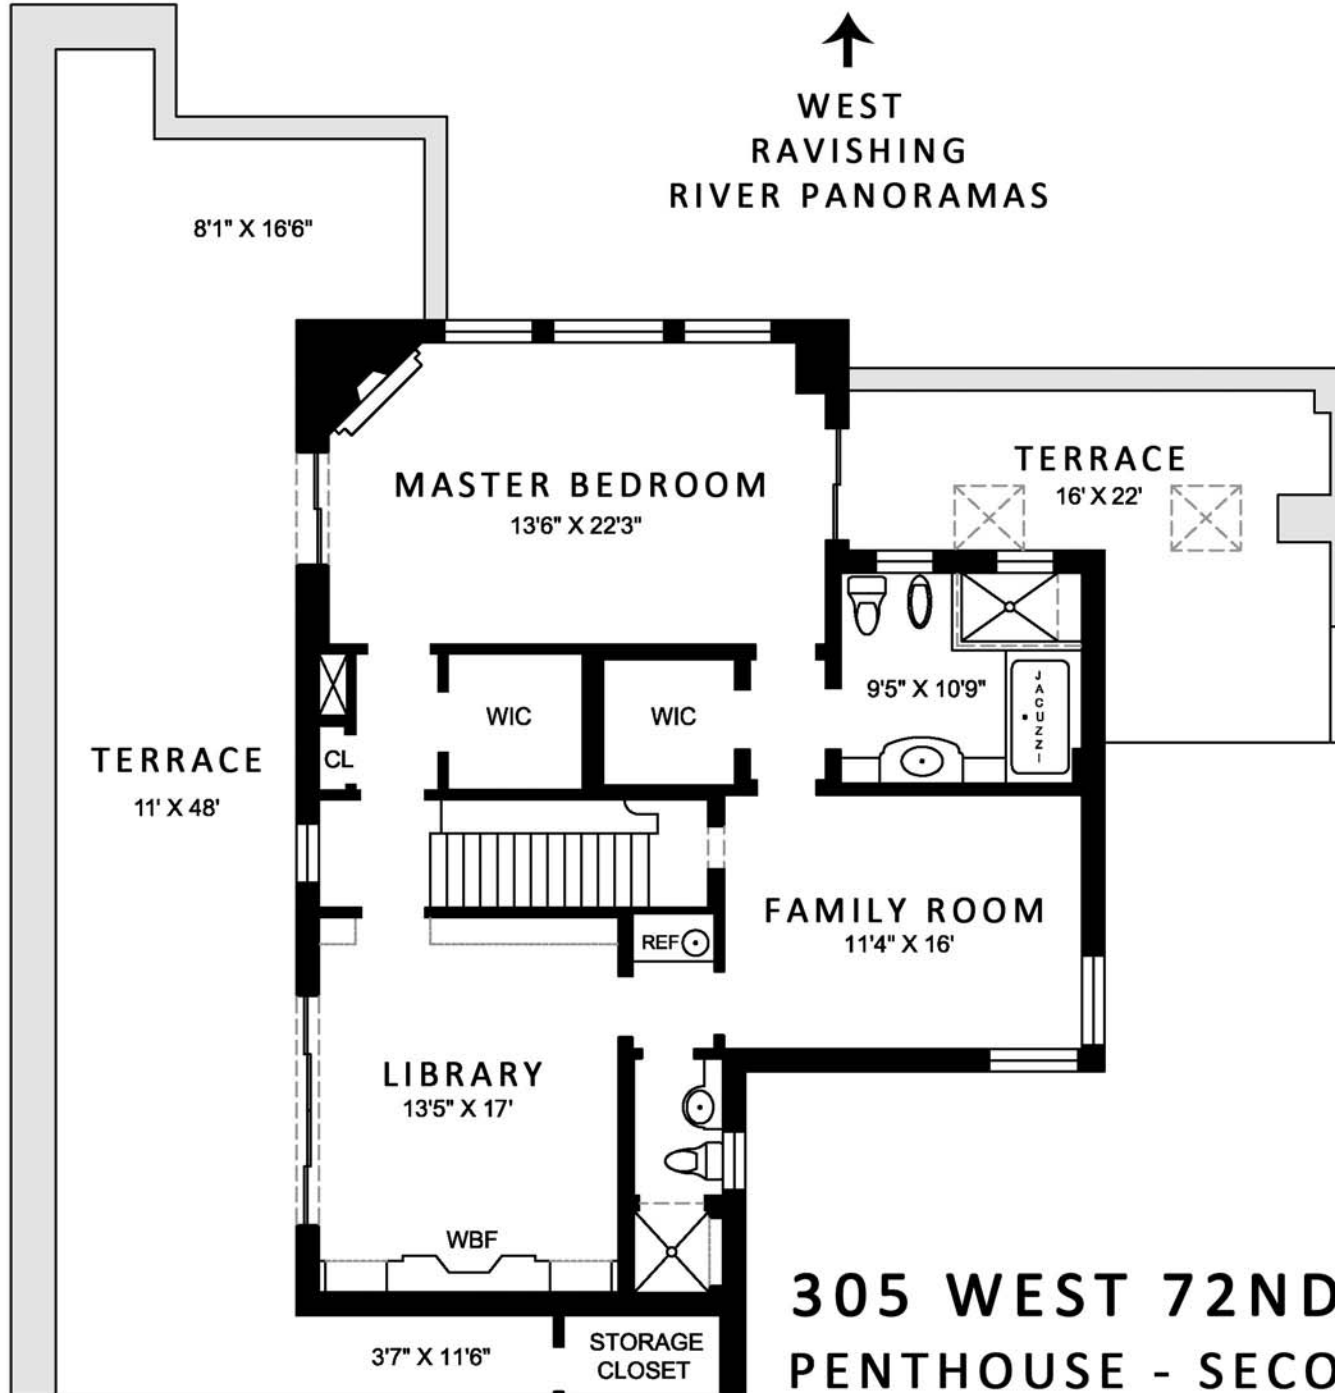 WEST
RAVISHING
RIVER PANORAMAS
8'1" X 16'6"
MASTER BEDROOM
13'6" X 22'3"
TERRACE
16' X 22'
9'5" X 10'9"
JACUZZI
WIC
WIC
CL
TERRACE
11' X 48'
FAMILY ROOM
11'4" X 16'
REF
LIBRARY
13'5" X 17'
WBF
3'7" X 11'6"
STORAGE
CLOSET
305 WEST 72ND
PENTHOUSE - SECO